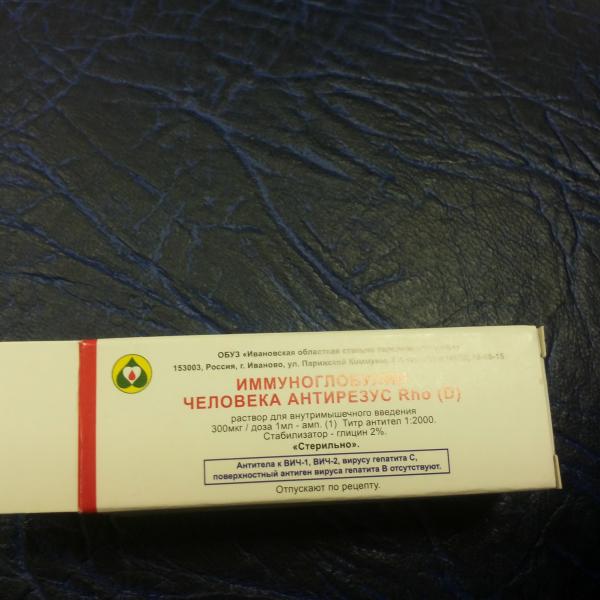 ОБУЗ «Ивановская областная станция переливания крови»
153003, Россия, г. Иваново, ул. Парижской Коммуны,
ИММУНОГЛОБУЛИН
ЧЕЛОВЕКА АНТИРЕЗУС Rho (D)
раствор для внутримышечного введения
300мкг / доза 1мл - амп. (1) Титр антител 1:2000.
Стабилизатор - глицин 2%.
«Стерильно».
Антитела к ВИЧ-1, ВИЧ-2, вирусу гепатита С,
поверхностный антиген вируса гепатита В отсутствуют.
Отпускают по рецепту.